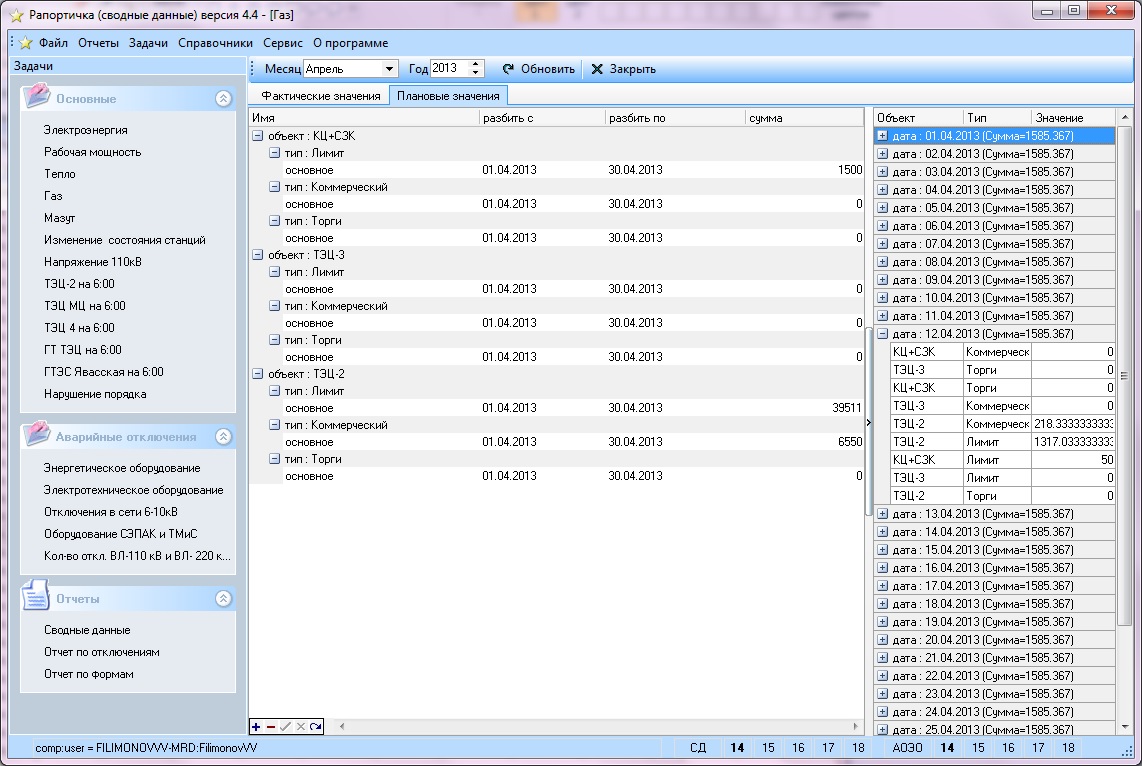 Рапортичка (сводные данные) версия 4.4 - [Газ]
Файл Отчеты Задачи Справочники Сервис О программе
Задачи
Основные
Электроэнергия
Рабочая мощность
Тепло
Газ
Мазут
Изменение состояния станций
Напряжение 110кВ
ТЭЦ-2 на 6:00
ТЭЦ МЦ на 6:00
ТЭЦ 4 на 6:00
ГТ ТЭЦ на 6:00
ГТЭС Явасская на 6:00
Нарушение порядка
Аварийные отключения
Энергетическое оборудование
Электротехническое оборудование
Отключения в сети 6-10кВ
Оборудование СЭПАК и ТМиС
Кол-во откл. ВЛ-110 кВ и ВЛ- 220 к...
Отчеты
Сводные данные
Отчет по отключениям
Отчет по формам
Месяц Апрель Год 2013 Обновить Закрыть
Фактические значения Плановые значения
Имя разбить с разбить по сумма
объект : КЦ+СЗК
тип : Лимит
основное 01.04.2013 30.04.2013 1500
тип : Коммерческий
основное 01.04.2013 30.04.2013 0
тип : Торги
основное 01.04.2013 30.04.2013 0
объект : ТЭЦ-3
тип : Лимит
основное 01.04.2013 30.04.2013 0
тип : Коммерческий
основное 01.04.2013 30.04.2013 0
тип : Торги
основное 01.04.2013 30.04.2013 0
объект : ТЭЦ-2
тип : Лимит
основное 01.04.2013 30.04.2013 39511
тип : Коммерческий
основное 01.04.2013 30.04.2013 6550
тип : Торги
основное 01.04.2013 30.04.2013 0
Объект Тип Значение
дата : 01.04.2013 (Сумма=1585.367)
дата : 02.04.2013 (Сумма=1585.367)
дата : 03.04.2013 (Сумма=1585.367)
дата : 04.04.2013 (Сумма=1585.367)
дата : 05.04.2013 (Сумма=1585.367)
дата : 06.04.2013 (Сумма=1585.367)
дата : 07.04.2013 (Сумма=1585.367)
дата : 08.04.2013 (Сумма=1585.367)
дата : 09.04.2013 (Сумма=1585.367)
дата : 10.04.2013 (Сумма=1585.367)
дата : 11.04.2013 (Сумма=1585.367)
дата : 12.04.2013 (Сумма=1585.367)
КЦ+СЗК Коммерческ 0
ТЭЦ-3 Торги 0
КЦ+СЗК Торги 0
ТЭЦ-3 Коммерческ 0
ТЭЦ-2 Коммерческ 218.3333333333
ТЭЦ-2 Лимит 1317.033333333
КЦ+СЗК Лимит 50
ТЭЦ-3 Лимит 0
ТЭЦ-2 Торги 0
дата : 13.04.2013 (Сумма=1585.367)
дата : 14.04.2013 (Сумма=1585.367)
дата : 15.04.2013 (Сумма=1585.367)
дата : 16.04.2013 (Сумма=1585.367)
дата : 17.04.2013 (Сумма=1585.367)
дата : 18.04.2013 (Сумма=1585.367)
дата : 19.04.2013 (Сумма=1585.367)
дата : 20.04.2013 (Сумма=1585.367)
дата : 21.04.2013 (Сумма=1585.367)
дата : 22.04.2013 (Сумма=1585.367)
дата : 23.04.2013 (Сумма=1585.367)
дата : 24.04.2013 (Сумма=1585.367)
дата : 25.04.2013 (Сумма=1585.367)
comp:user = FILIMONOVVV-MRD:FilimonovVV СД 14 15 16 17 18 АОЗО 14 15 16 17 18